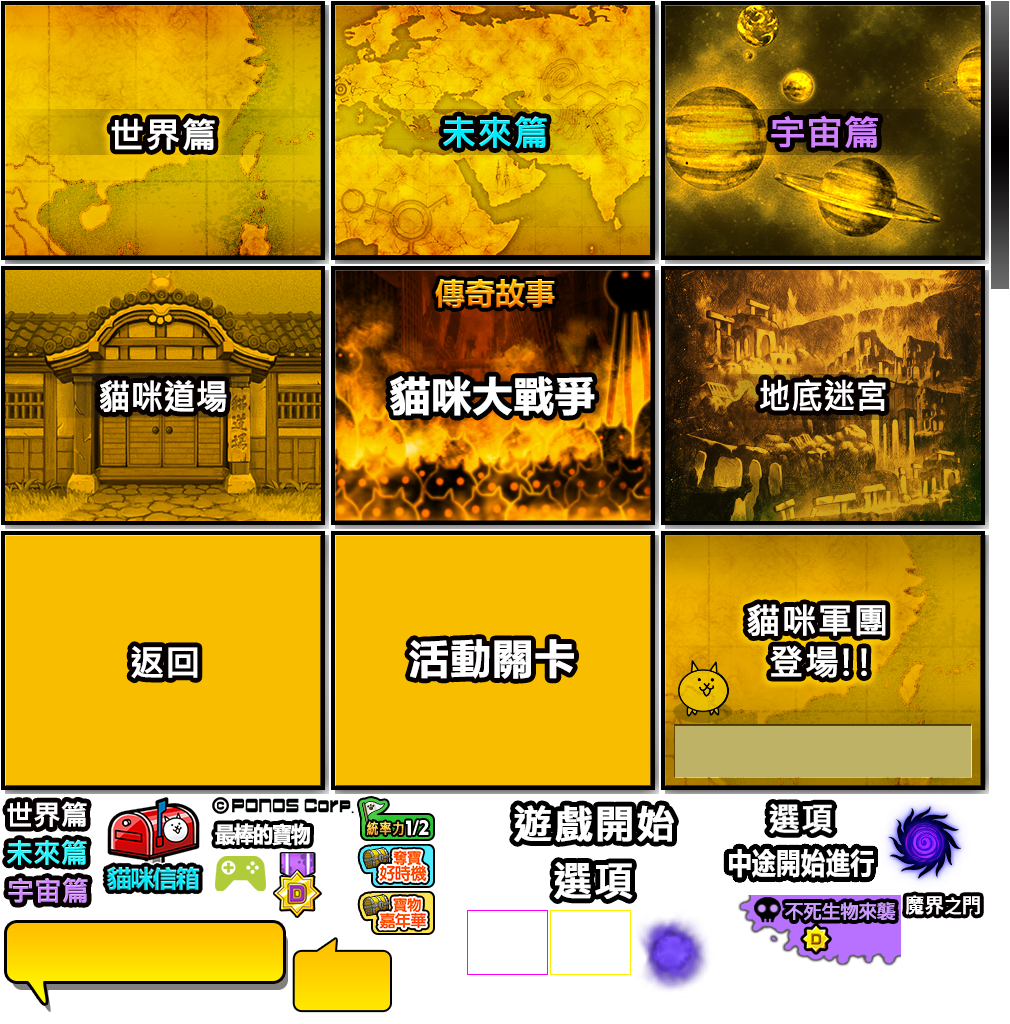 世界篇
未來篇
宇宙篇
貓咪道場
傳奇故事
貓咪大戰爭
地底迷宮
返回
活動關卡
貓咪軍團
登場!!
世界篇
未來篇
宇宙篇
貓咪信箱
©PONOS Corp.
最棒的寶物
D
統率力1/2
奪寶
好時機
寶物
嘉年華
遊戲開始
選項
選項
中途開始進行
不死生物來襲
D
魔界之門